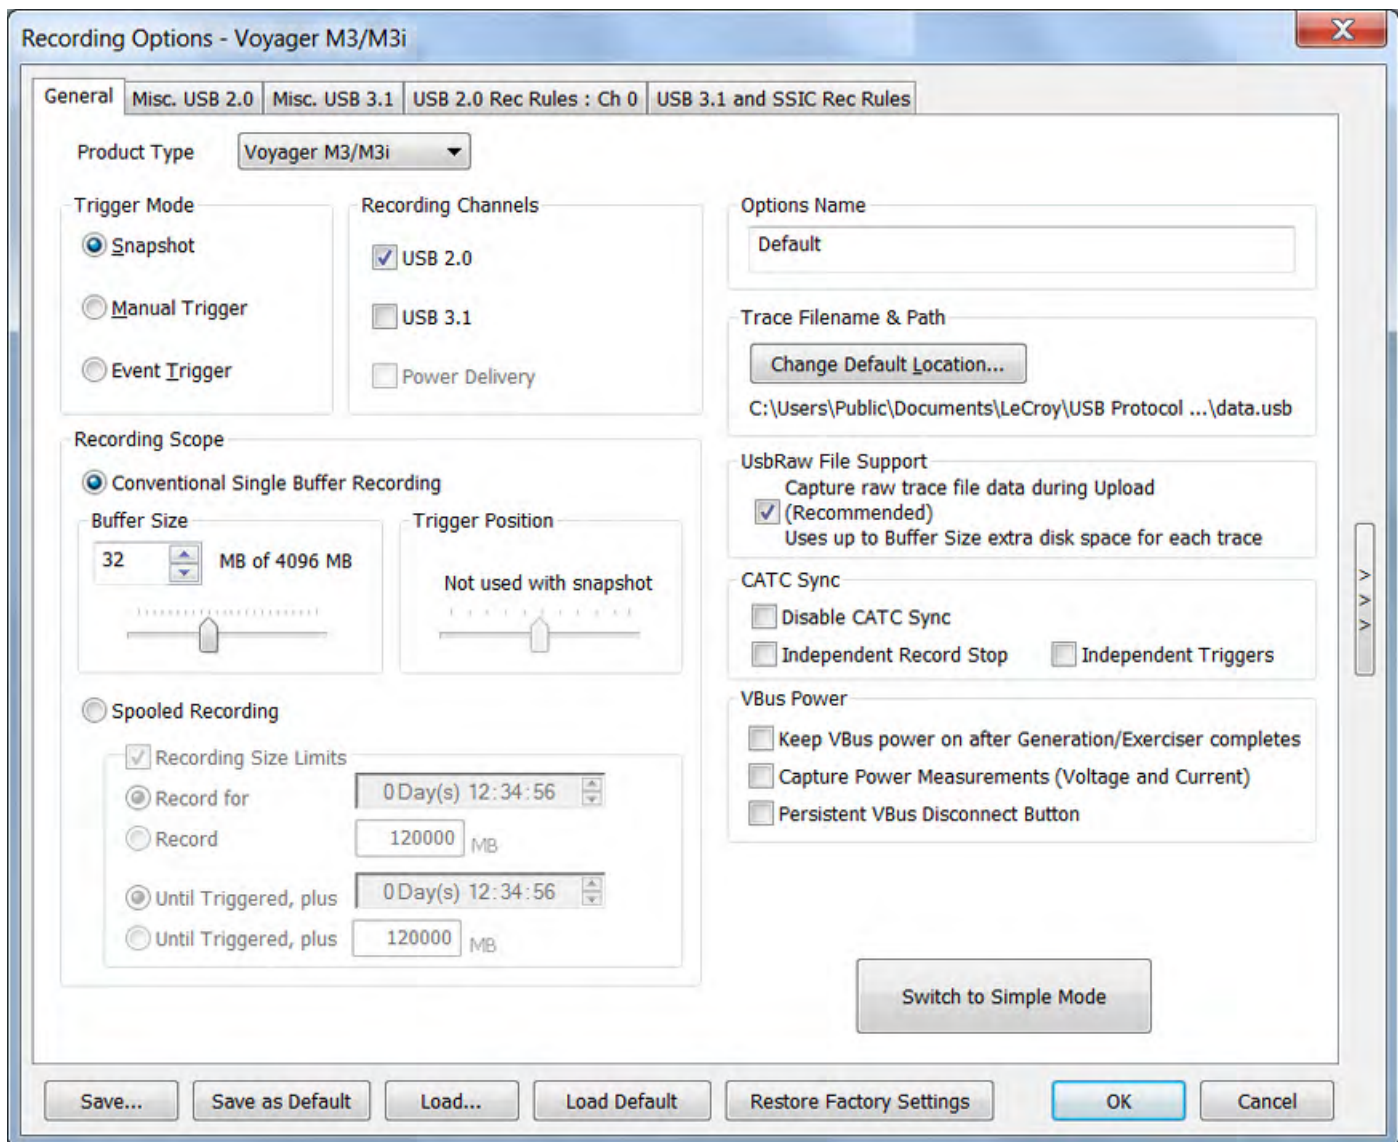 Recording Options - Voyager M3/M3i
X
General Misc. USB 2.0 Misc. USB 3.1 USB 2.0 Rec Rules : Ch 0 USB 3.1 and SSIC Rec Rules
Product Type Voyager M3/M3i
Trigger Mode
Snapshot
Manual Trigger
Event Trigger
Recording Channels
USB 2.0
USB 3.1
Power Delivery
Recording Scope
Conventional Single Buffer Recording
Buffer Size
32 MB of 4096 MB
Trigger Position
Not used with snapshot
Spooled Recording
Recording Size Limits
Record for 0 Day(s) 12:34:56
Record 120000 MB
Until Triggered, plus 0 Day(s) 12:34:56
Until Triggered, plus 120000 MB
Options Name
Default
Trace Filename & Path
Change Default Location...
C:\Users\Public\Documents\LeCroy\USB Protocol ...\data.usb
UsbRaw File Support
Capture raw trace file data during Upload
(Recommended)
Uses up to Buffer Size extra disk space for each trace
CATC Sync
Disable CATC Sync
Independent Record Stop Independent Triggers
VBus Power
Keep VBus power on after Generation/Exerciser completes
Capture Power Measurements (Voltage and Current)
Persistent VBus Disconnect Button
Switch to Simple Mode
>
>
>
Save... Save as Default Load... Load Default Restore Factory Settings OK Cancel